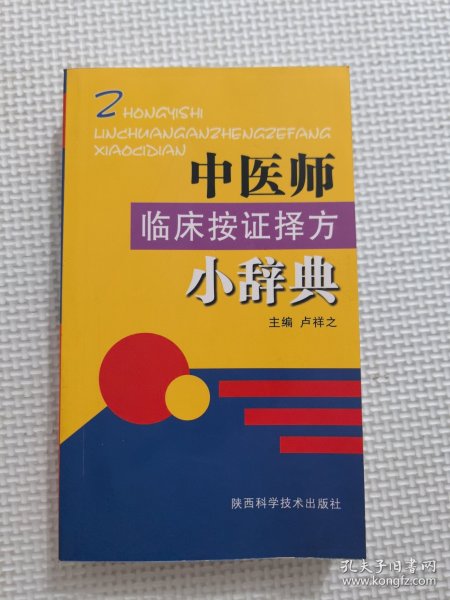 ZHONGYISHI
LINCHUANGANZHENGZEFANG
XIAOCIDIAN
中医师
临床按证择方
小辞典
主编 卢祥之
陕西科学技术出版社
孔夫子旧书网
www.kongfz.com